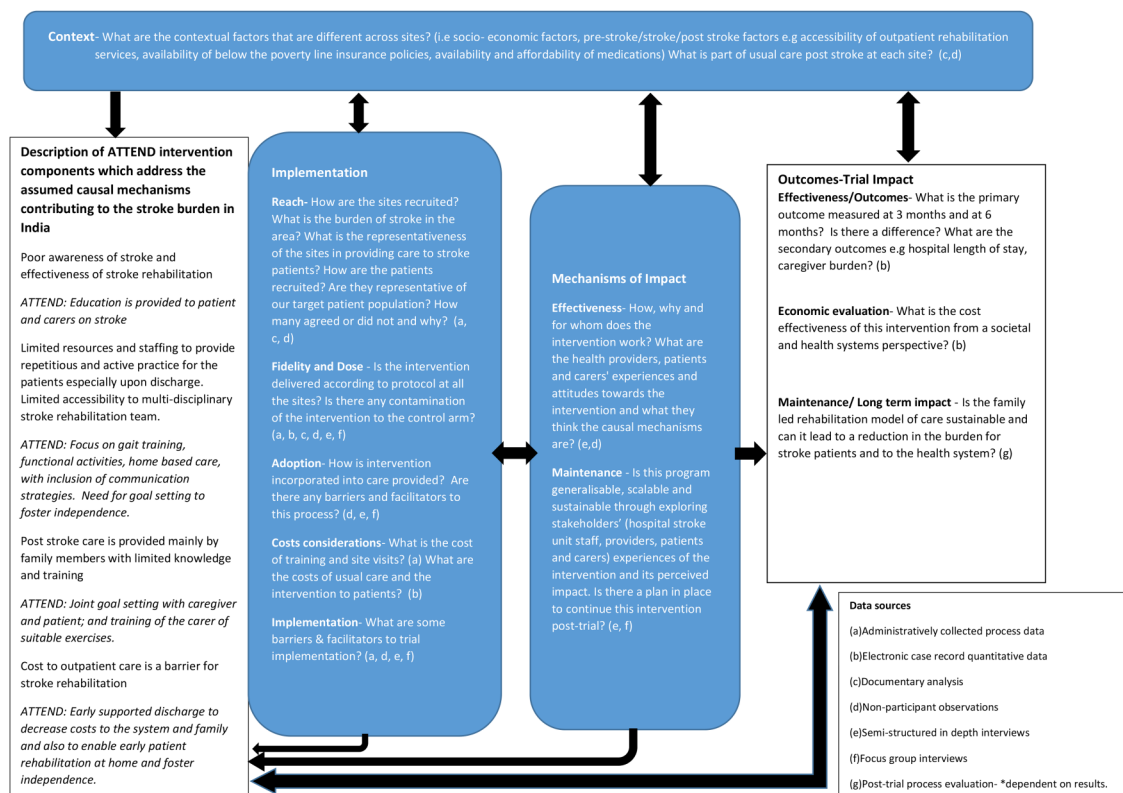 Context- What are the contextual factors that are different across sites? (i.e socio- economic factors, pre-stroke/stroke/post stroke factors e.g accessibility of outpatient rehabilitation
services, availability of below the poverty line insurance policies, availability and affordability of medications) What is part of usual care post stroke at each site?  (c,d)
Description of ATTEND intervention
components which address the
assumed causal mechanisms
contributing to the stroke burden in
India
Poor awareness of stroke and
effectiveness of stroke rehabilitation
ATTEND: Education is provided to patient
and carers on stroke
Limited resources and staffing to provide
repetitious and active practice for the
patients especially upon discharge.
Limited accessibility to multi-disciplinary
stroke rehabilitation team.
ATTEND: Focus on gait training,
functional activities, home based care,
with inclusion of communication
strategies.  Need for goal setting to
foster independence.
Post stroke care is provided mainly by
family members with limited knowledge
and training
ATTEND: Joint goal setting with caregiver
and patient; and training of the carer of
suitable exercises.
Cost to outpatient care is a barrier for
stroke rehabilitation
ATTEND: Early supported discharge to
decrease costs to the system and family
and also to enable early patient
rehabilitation at home and foster
independence.
Implementation
Reach- How are the sites recruited?
What is the burden of stroke in the
area? What is the representativeness
of the sites in providing care to stroke
patients? How are the patients
recruited? Are they representative of
our target patient population? How
many agreed or did not and why? (a,
c, d)
Fidelity and Dose - Is the intervention
delivered according to protocol at all
the sites? Is there any contamination
of the intervention to the control arm?
(a, b, c, d, e, f)
Adoption- How is intervention
incorporated into care provided?  Are
there any barriers and facilitators to
this process? (d, e, f)
Costs considerations- What is the cost
of training and site visits? (a) What are
the costs of usual care and the
intervention to patients?  (b)
Implementation- What are some
barriers & facilitators to trial
implementation? (a, d, e, f)
Mechanisms of Impact
Effectiveness- How, why and
for whom does the
intervention work? What are
the health providers, patients
and carers' experiences and
attitudes towards the
intervention and what they
think the causal mechanisms
are? (e,d)
Maintenance - Is this program
generalisable, scalable and
sustainable through exploring
stakeholders' (hospital stroke
unit staff, providers, patients
and carers) experiences of the
intervention and its perceived
impact. Is there a plan in place
to continue this intervention
post-trial? (e, f)
Outcomes-Trial Impact
Effectiveness/Outcomes- What is the primary
outcome measured at 3 months and at 6
months?  Is there a difference? What are the
secondary outcomes e.g hospital length of stay,
caregiver burden? (b)
Economic evaluation- What is the cost
effectiveness of this intervention from a societal
and health systems perspective? (b)
Maintenance/ Long term impact - Is the family
led rehabilitation model of care sustainable and
can it lead to a reduction in the burden for
stroke patients and to the health system? (g)
Data sources
(a)Administratively collected process data
(b)Electronic case record quantitative data
(c)Documentary analysis
(d)Non-participant observations
(e)Semi-structured in depth interviews
(f)Focus group interviews
(g)Post-trial process evaluation- *dependent on results.